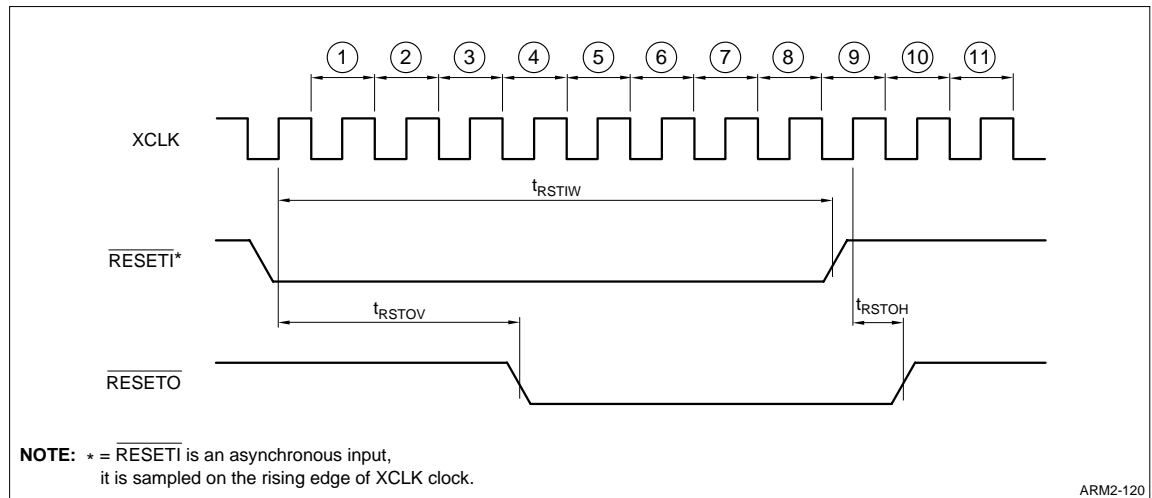 1 2 3 4 5 6 7 8 9 10 11
XCLK
tRSTIW
RESETI*
tRSTOV
tRSTOH
RESETO
NOTE: * = RESETI is an asynchronous input,
it is sampled on the rising edge of XCLK clock.
ARM2-120